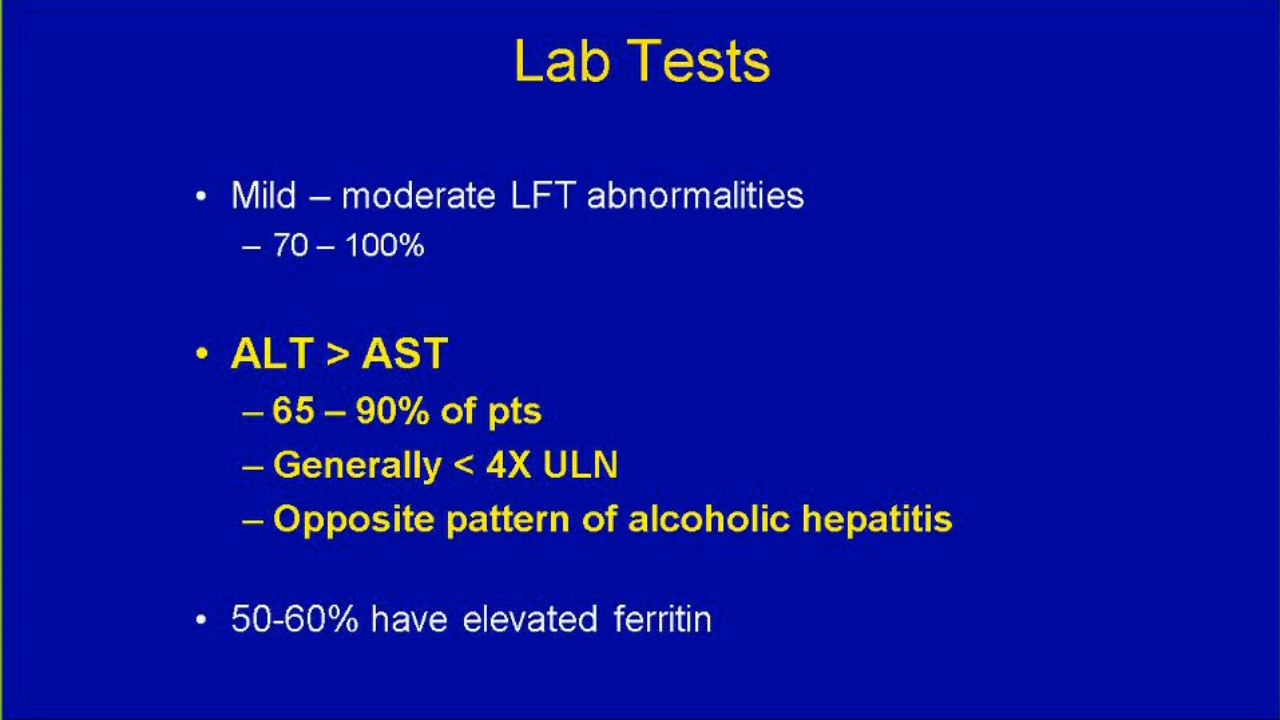 Lab Tests
• Mild – moderate LFT abnormalities
– 70 – 100%
• ALT > AST
– 65 – 90% of pts
– Generally < 4X ULN
– Opposite pattern of alcoholic hepatitis
• 50-60% have elevated ferritin